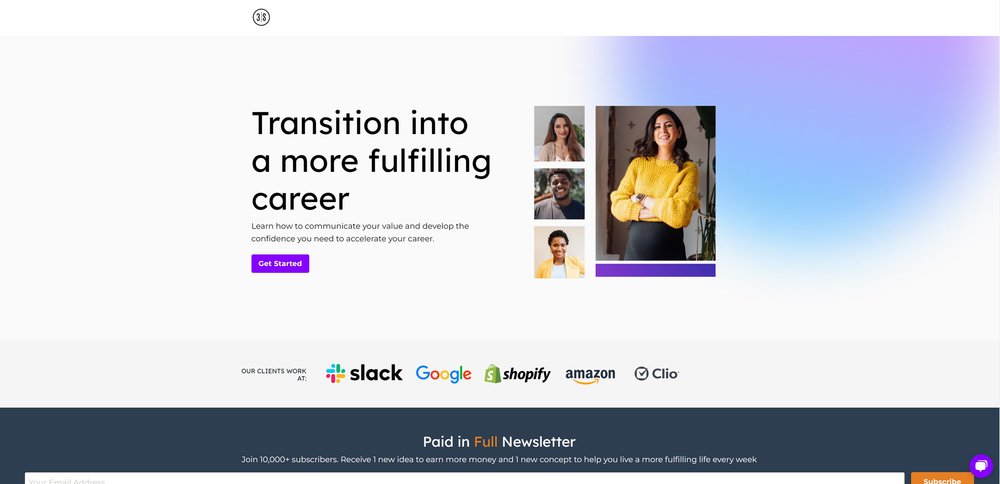 3|S
Transition into
a more fulfilling
career
Learn how to communicate your value and develop the
confidence you need to accelerate your career.
Get Started
OUR CLIENTS WORK
AT:
slack
Google
shopify
amazon
Clio
Paid in Full Newsletter
Join 10,000+ subscribers. Receive 1 new idea to earn more money and 1 new concept to help you live a more fulfilling life every week
Your Email Address
Subscribe